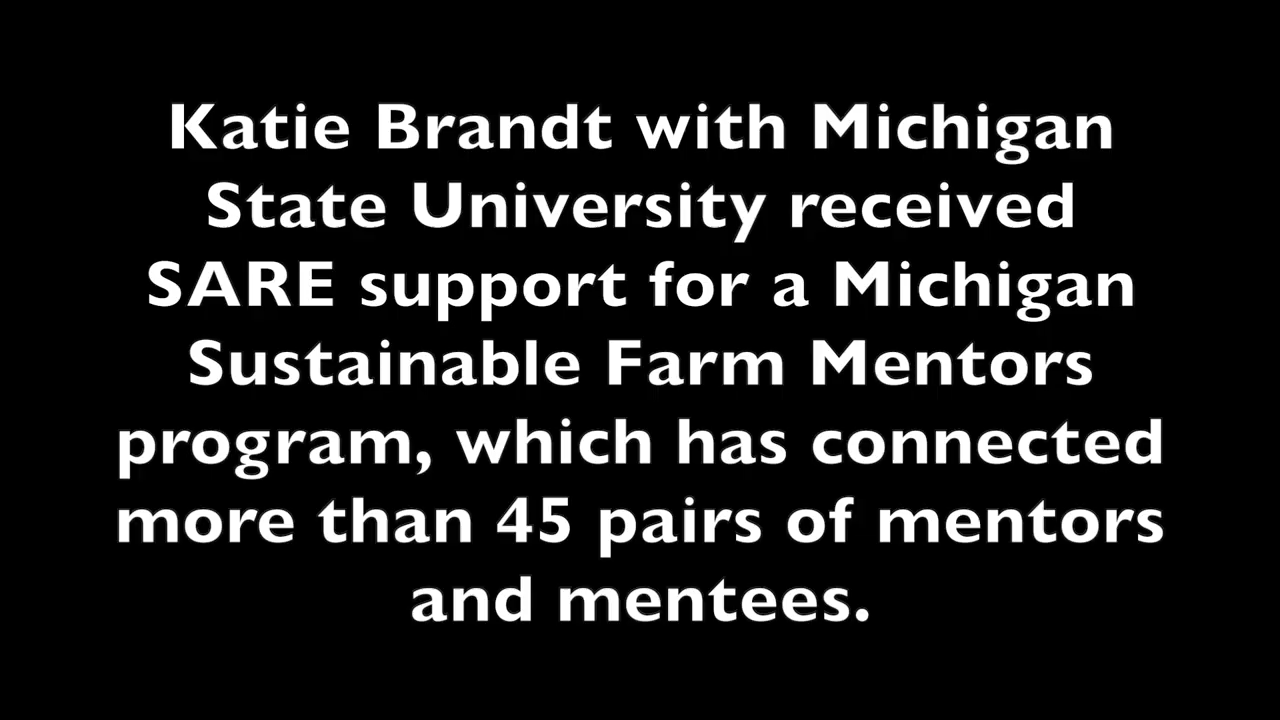 Katie Brandt with Michigan
State University received
SARE support for a Michigan
Sustainable Farm Mentors
program, which has connected
more than 45 pairs of mentors
and mentees.